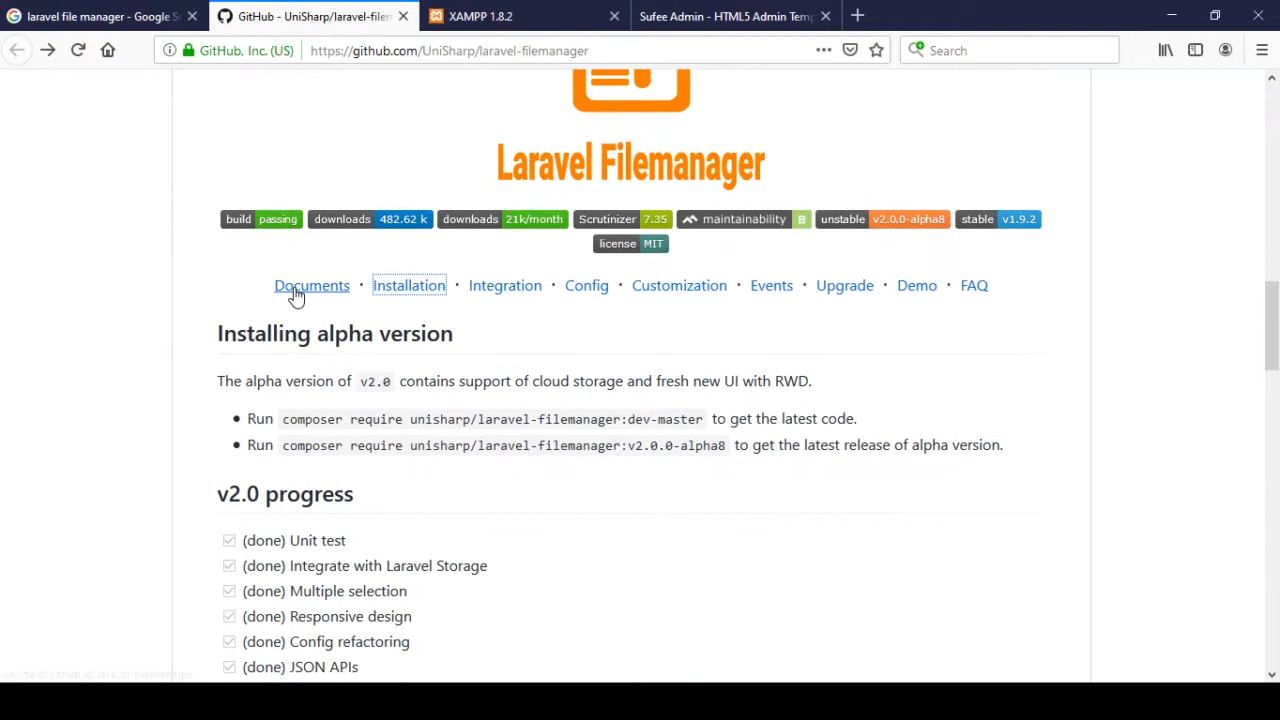 laravel file manager - Google S
GitHub - UniSharp/laravel-filem
XAMPP 1.8.2
Sufee Admin - HTML5 Admin Temp
GitHub, Inc. (US)
https://github.com/UniSharp/laravel-filemanager
Search
Laravel Filemanager
build passing downloads 482.62 k downloads 21k/month Scrutinizer 7.35 maintainability B unstable v2.0.0-alpha8 stable v1.9.2
license MIT
Documents · Installation · Integration · Config · Customization · Events · Upgrade · Demo · FAQ
Installing alpha version
The alpha version of v2.0 contains support of cloud storage and fresh new UI with RWD.
• Run composer require unisharp/laravel-filemanager:dev-master to get the latest code.
• Run composer require unisharp/laravel-filemanager:v2.0.0-alpha8 to get the latest release of alpha version.
v2.0 progress
(done) Unit test
(done) Integrate with Laravel Storage
(done) Multiple selection
(done) Responsive design
(done) Config refactoring
(done) JSON APIs